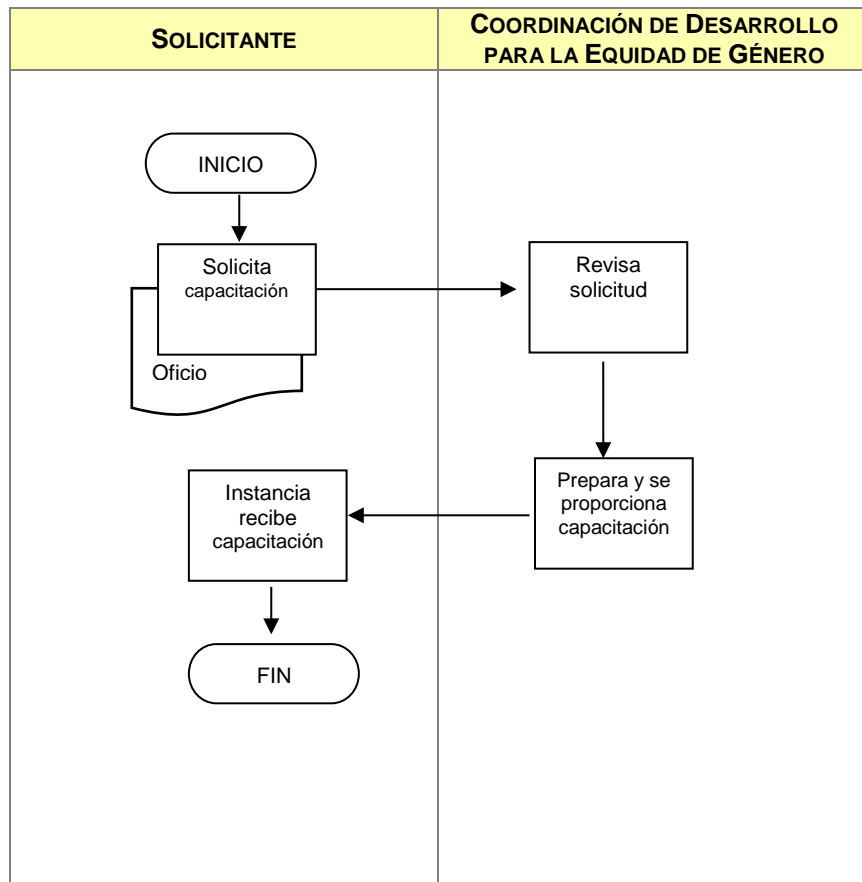 SOLICITANTE
COORDINACIÓN DE DESARROLLO
PARA LA EQUIDAD DE GÉNERO
INICIO
Solicita
capacitación
Oficio
Revisa
solicitud
Prepara y se
proporciona
capacitación
Instancia
recibe
capacitación
FIN